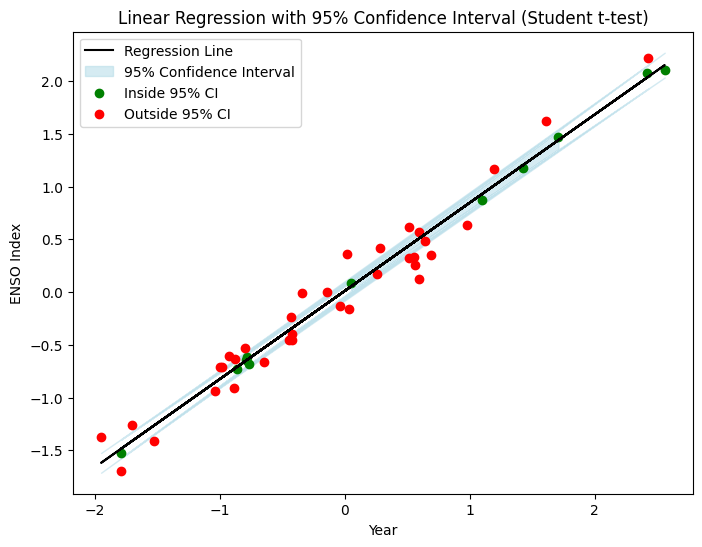 Linear Regression with 95% Confidence Interval (Student t-test)
Regression Line
95% Confidence Interval
Inside 95% CI
Outside 95% CI
ENSO Index
2.0
1.5
1.0
0.5
0.0
−0.5
−1.0
−1.5
−2
−1
0
1
2
Year